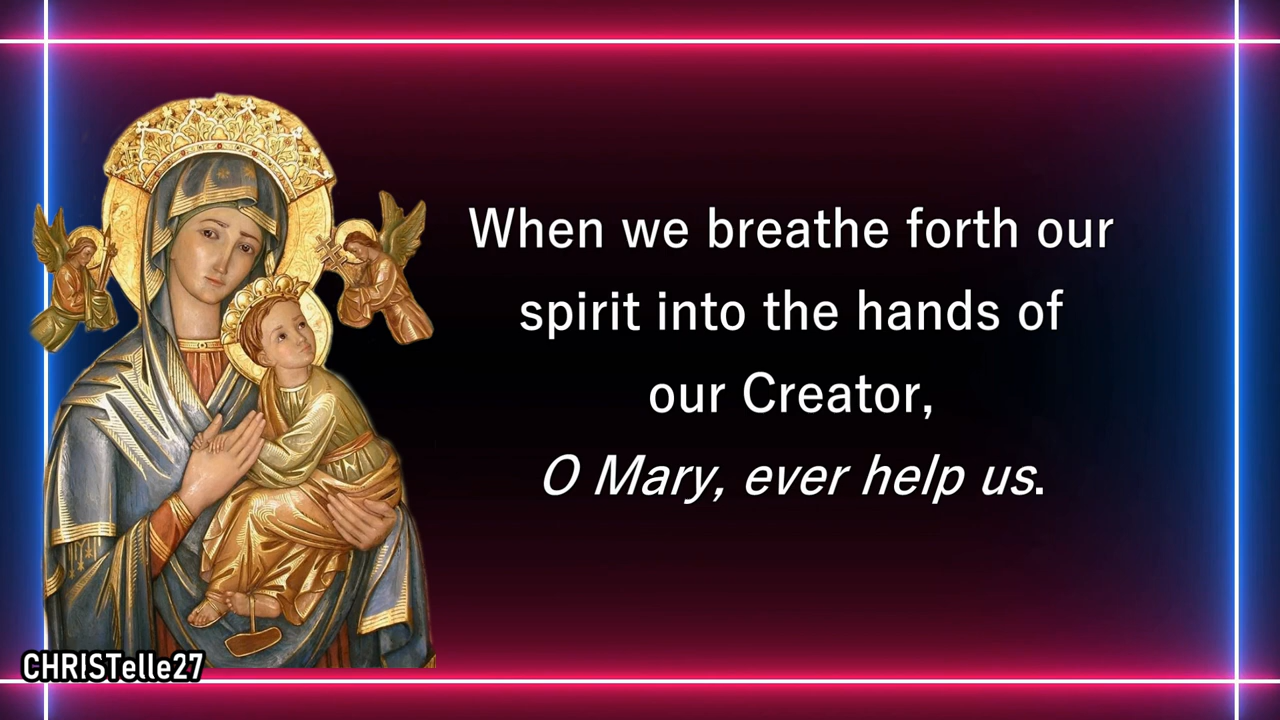 When we breathe forth our
spirit into the hands of
our Creator,
O Mary, ever help us.
CHRISTelle27